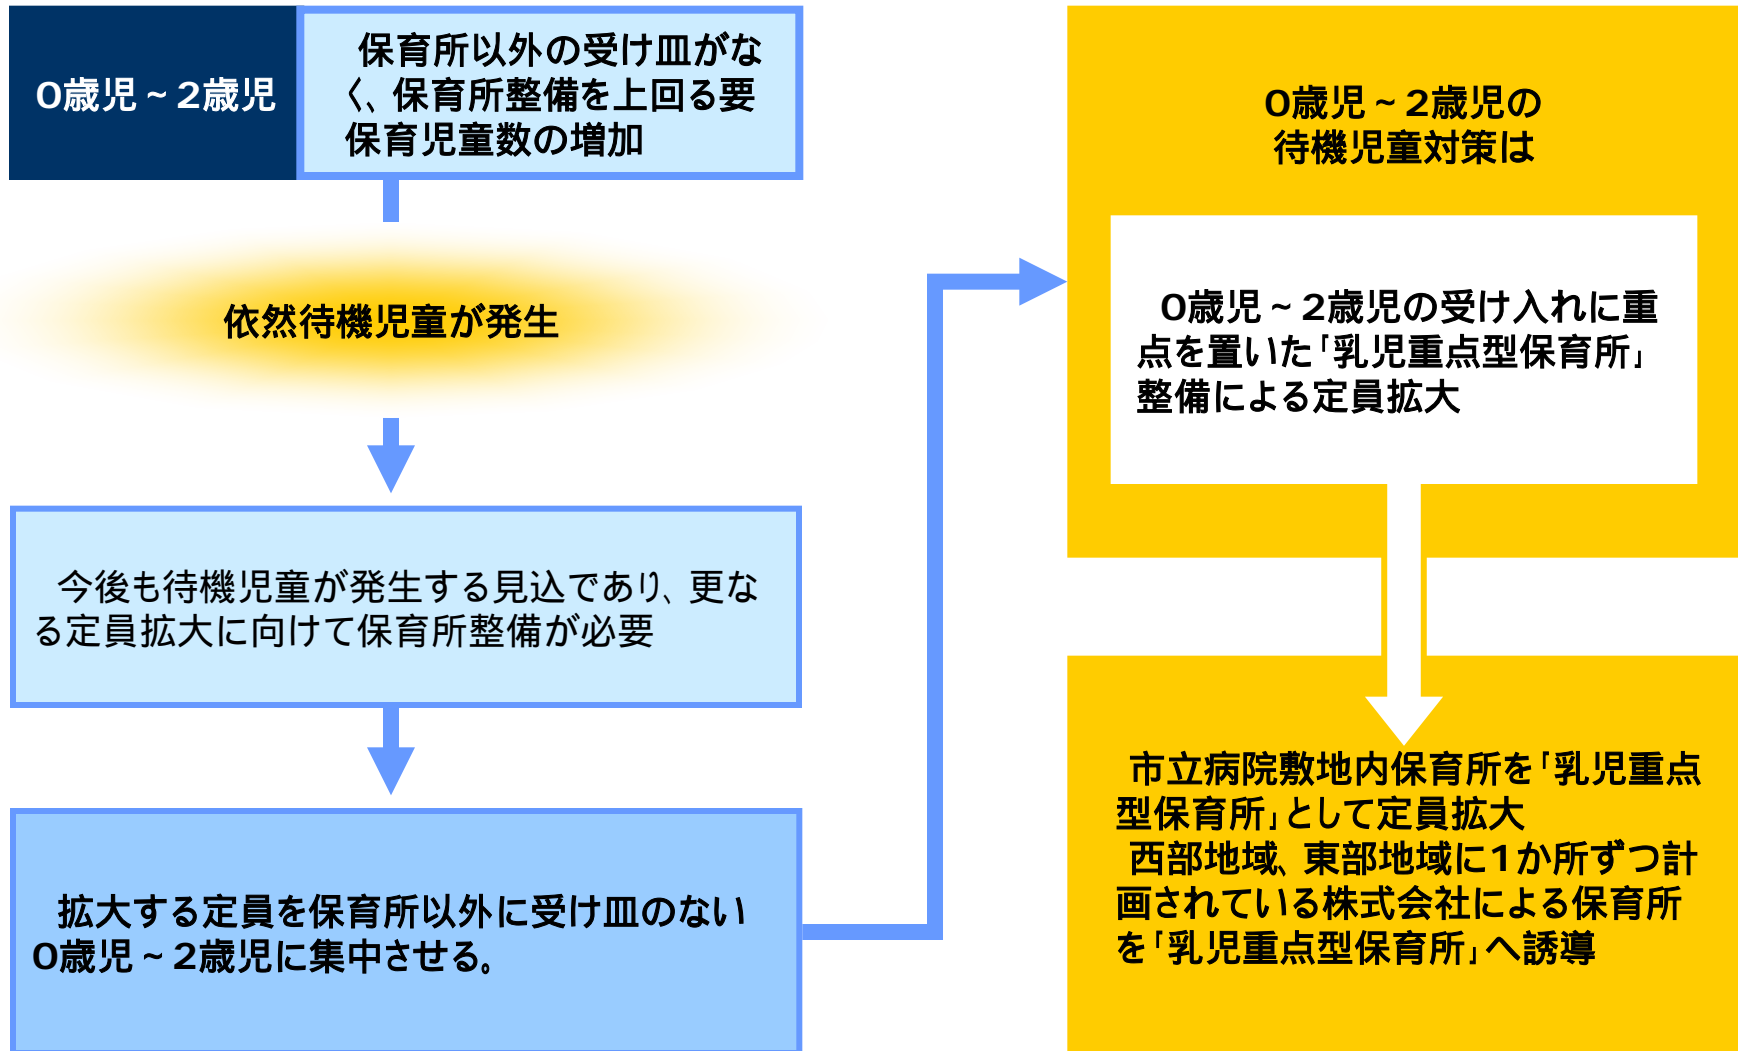 0歳児～2歳児
保育所以外の受け皿がな
く、保育所整備を上回る要
保育児童数の増加
依然待機児童が発生
今後も待機児童が発生する見込であり、更な
る定員拡大に向けて保育所整備が必要
拡大する定員を保育所以外に受け皿のない
0歳児～2歳児に集中させる。
0歳児～2歳児の
待機児童対策は
0歳児～2歳児の受け入れに重
点を置いた「乳児重点型保育所」
整備による定員拡大
市立病院敷地内保育所を「乳児重点
型保育所」として定員拡大
西部地域、東部地域に1か所ずつ計
画されている株式会社による保育所
を「乳児重点型保育所」へ誘導